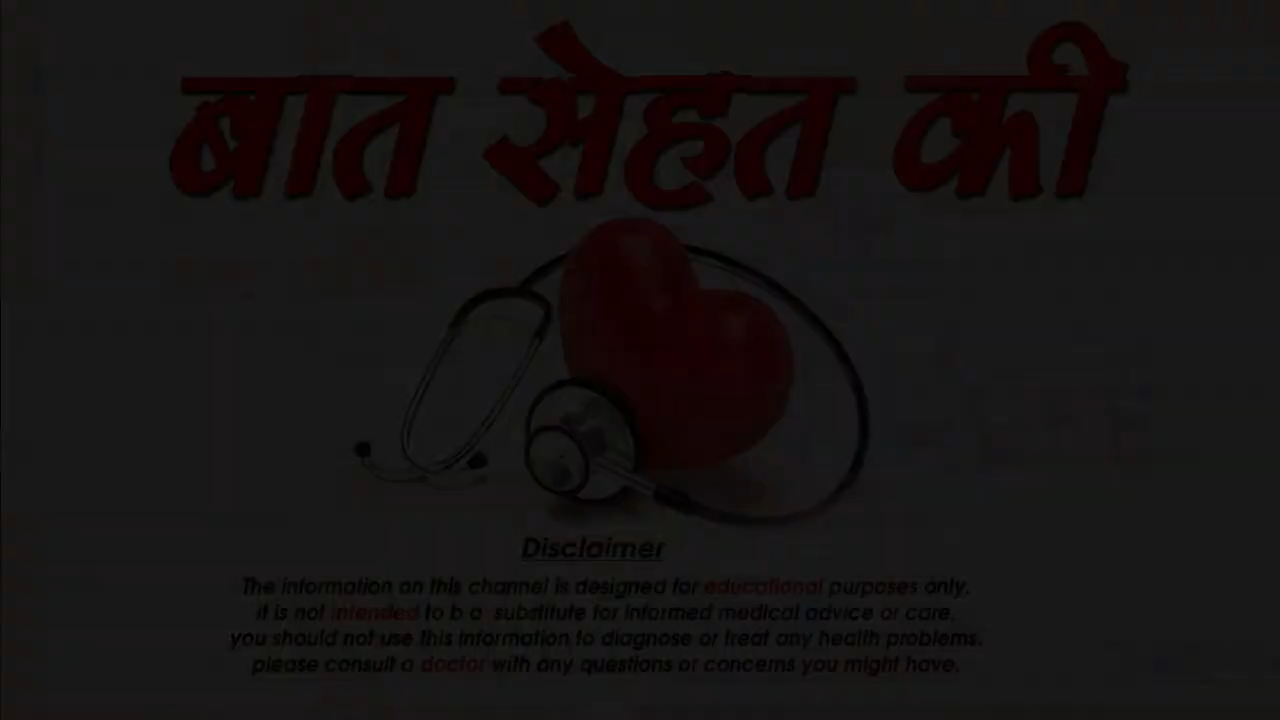 बात सेहत की
Disclaimer
The information on this channel is designed for educational purposes only.
it is not intended to b a substitute for informed medical advice or care.
you should not use this information to diagnose or treat any health problems.
please consult a doctor with any questions or concerns you might have.